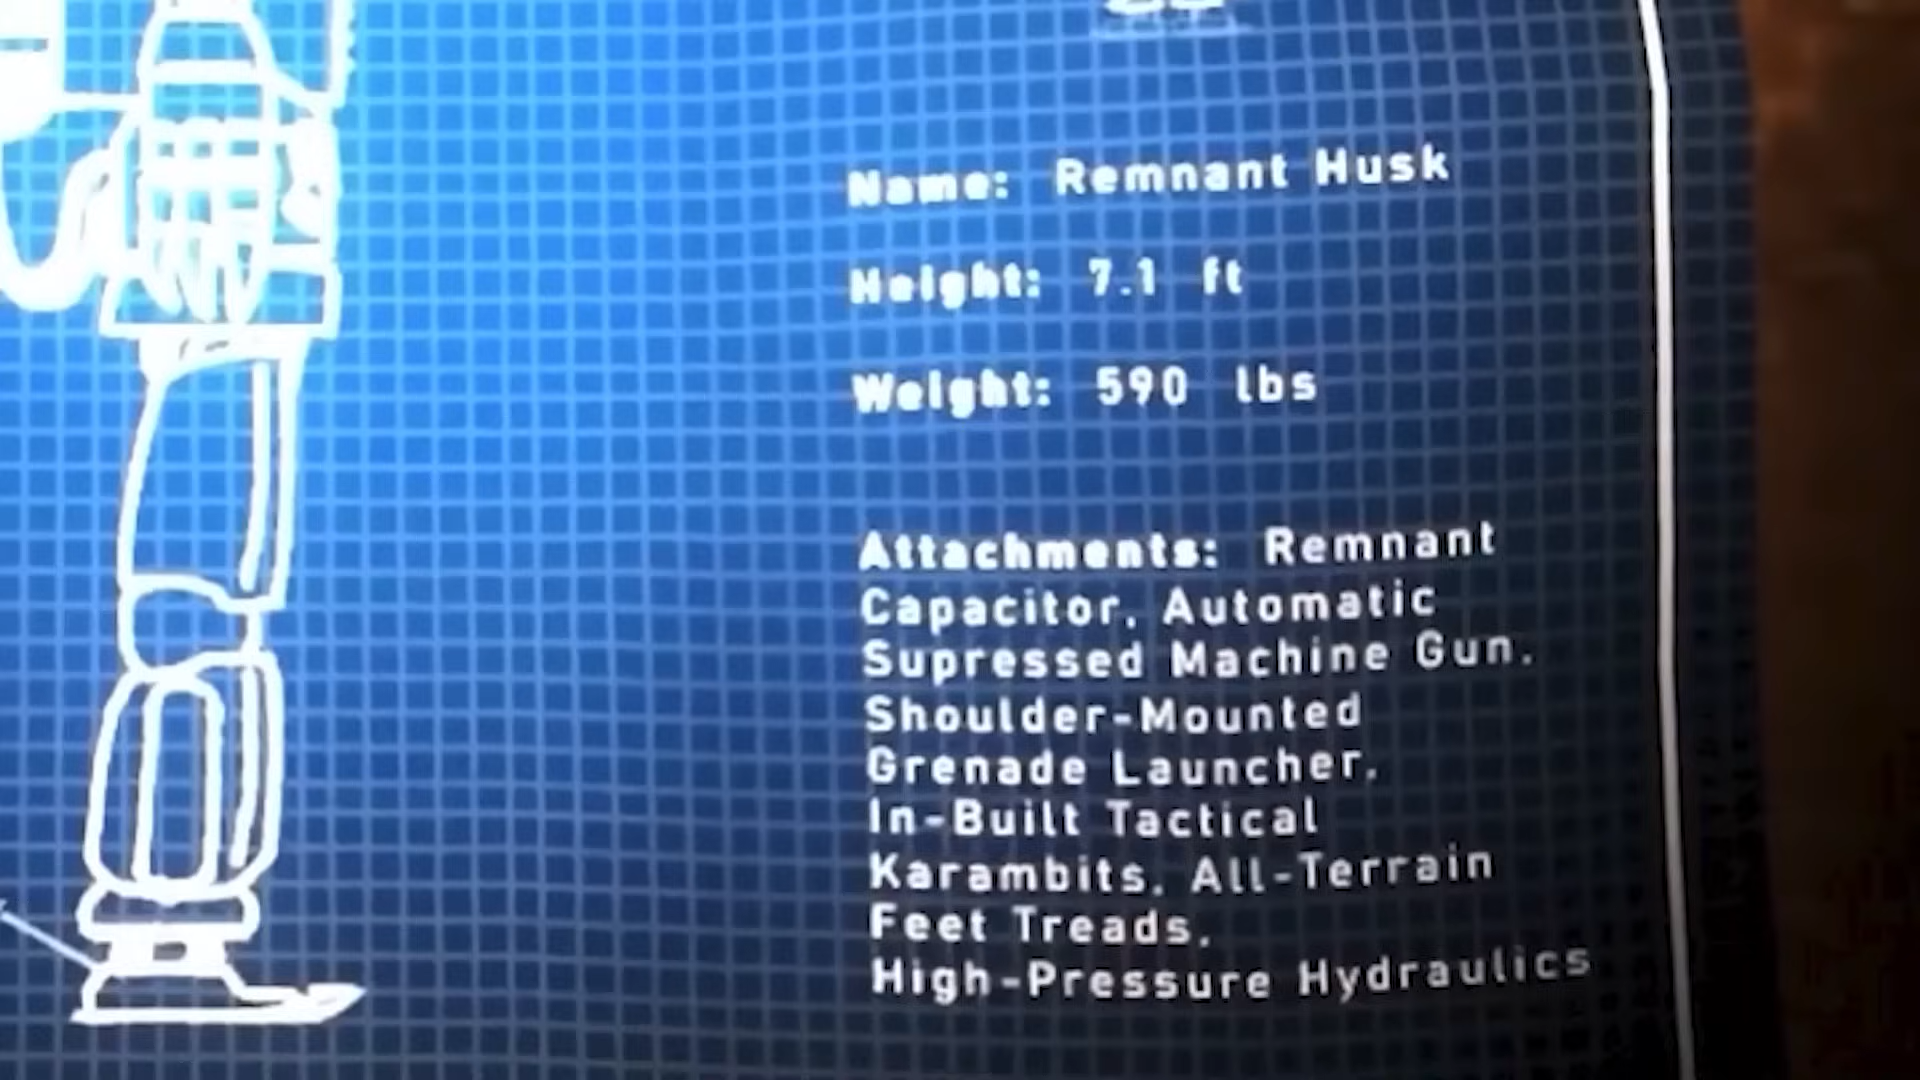 Name: Remnant Husk
Height: 7.1 ft
Weight: 590 lbs
Attachments: Remnant
Capacitor, Automatic
Supressed Machine Gun,
Shoulder-Mounted
Grenade Launcher,
In-Built Tactical
Karambits, All-Terrain
Feet Treads,
High-Pressure Hydraulics